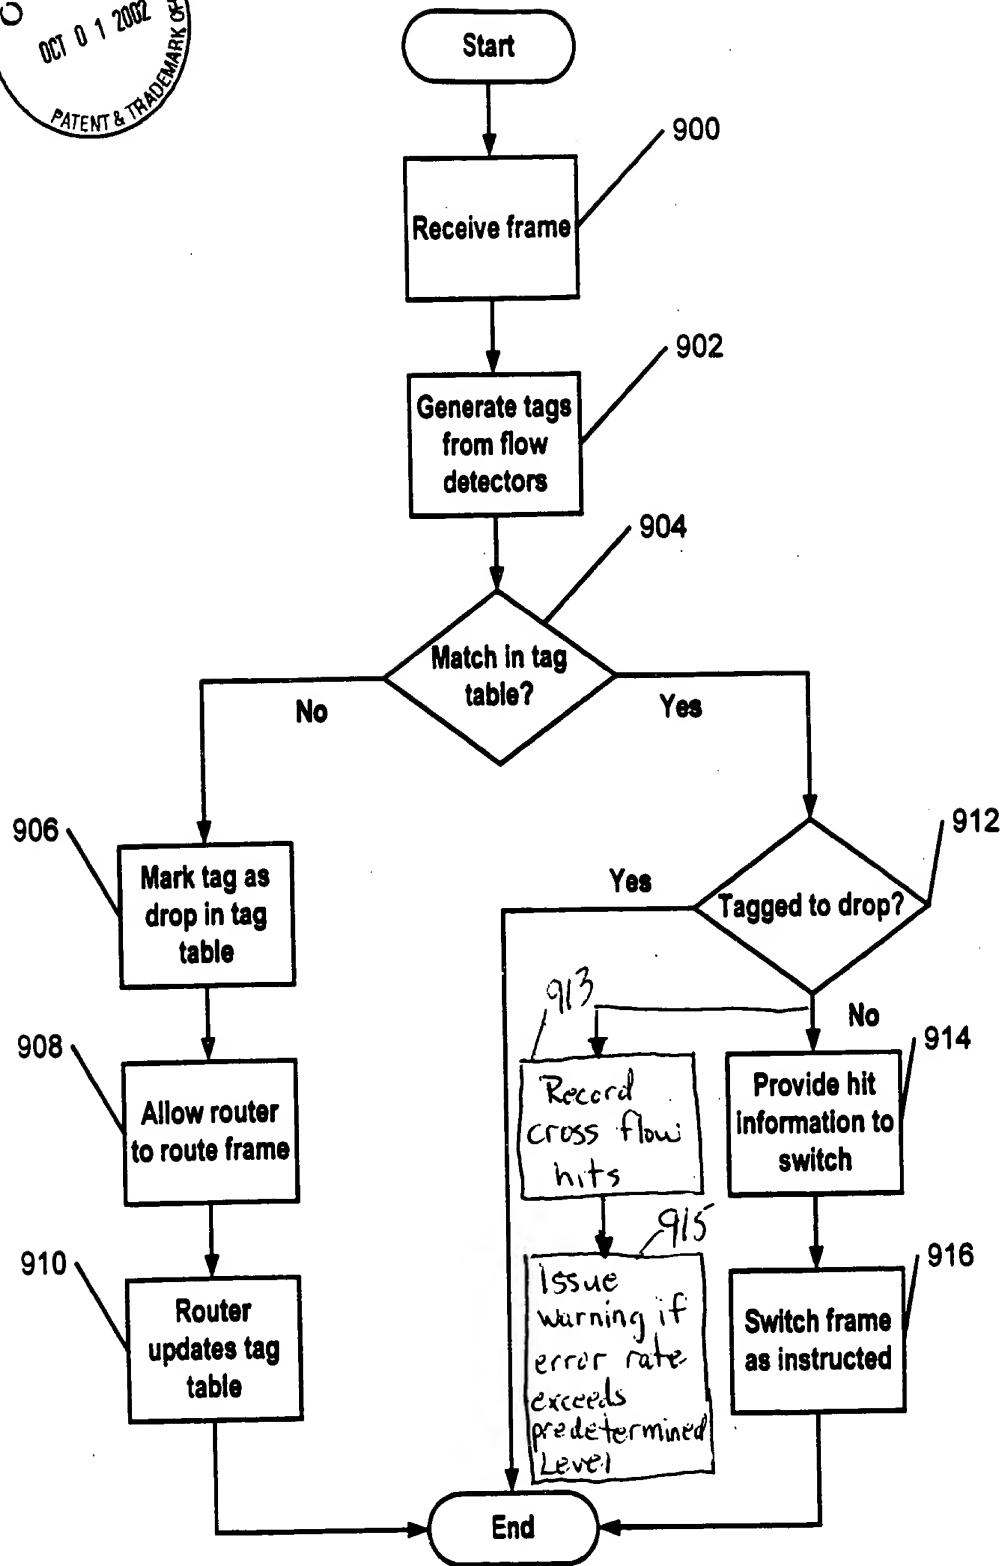 OCT 01 2002
PATENT & TRADEMARK
Start
900
Receive frame
902
Generate tags
from flow
detectors
904
Match in tag
table?
No
Yes
906
Mark tag as
drop in tag
table
912
Yes
Tagged to drop?
913
No
908
Allow router
to route frame
Record
cross flow
hits
914
Provide hit
information to
switch
910
Router
updates tag
table
915
Issue
warning if
error rate
exceeds
predetermined
Level
916
Switch frame
as instructed
End